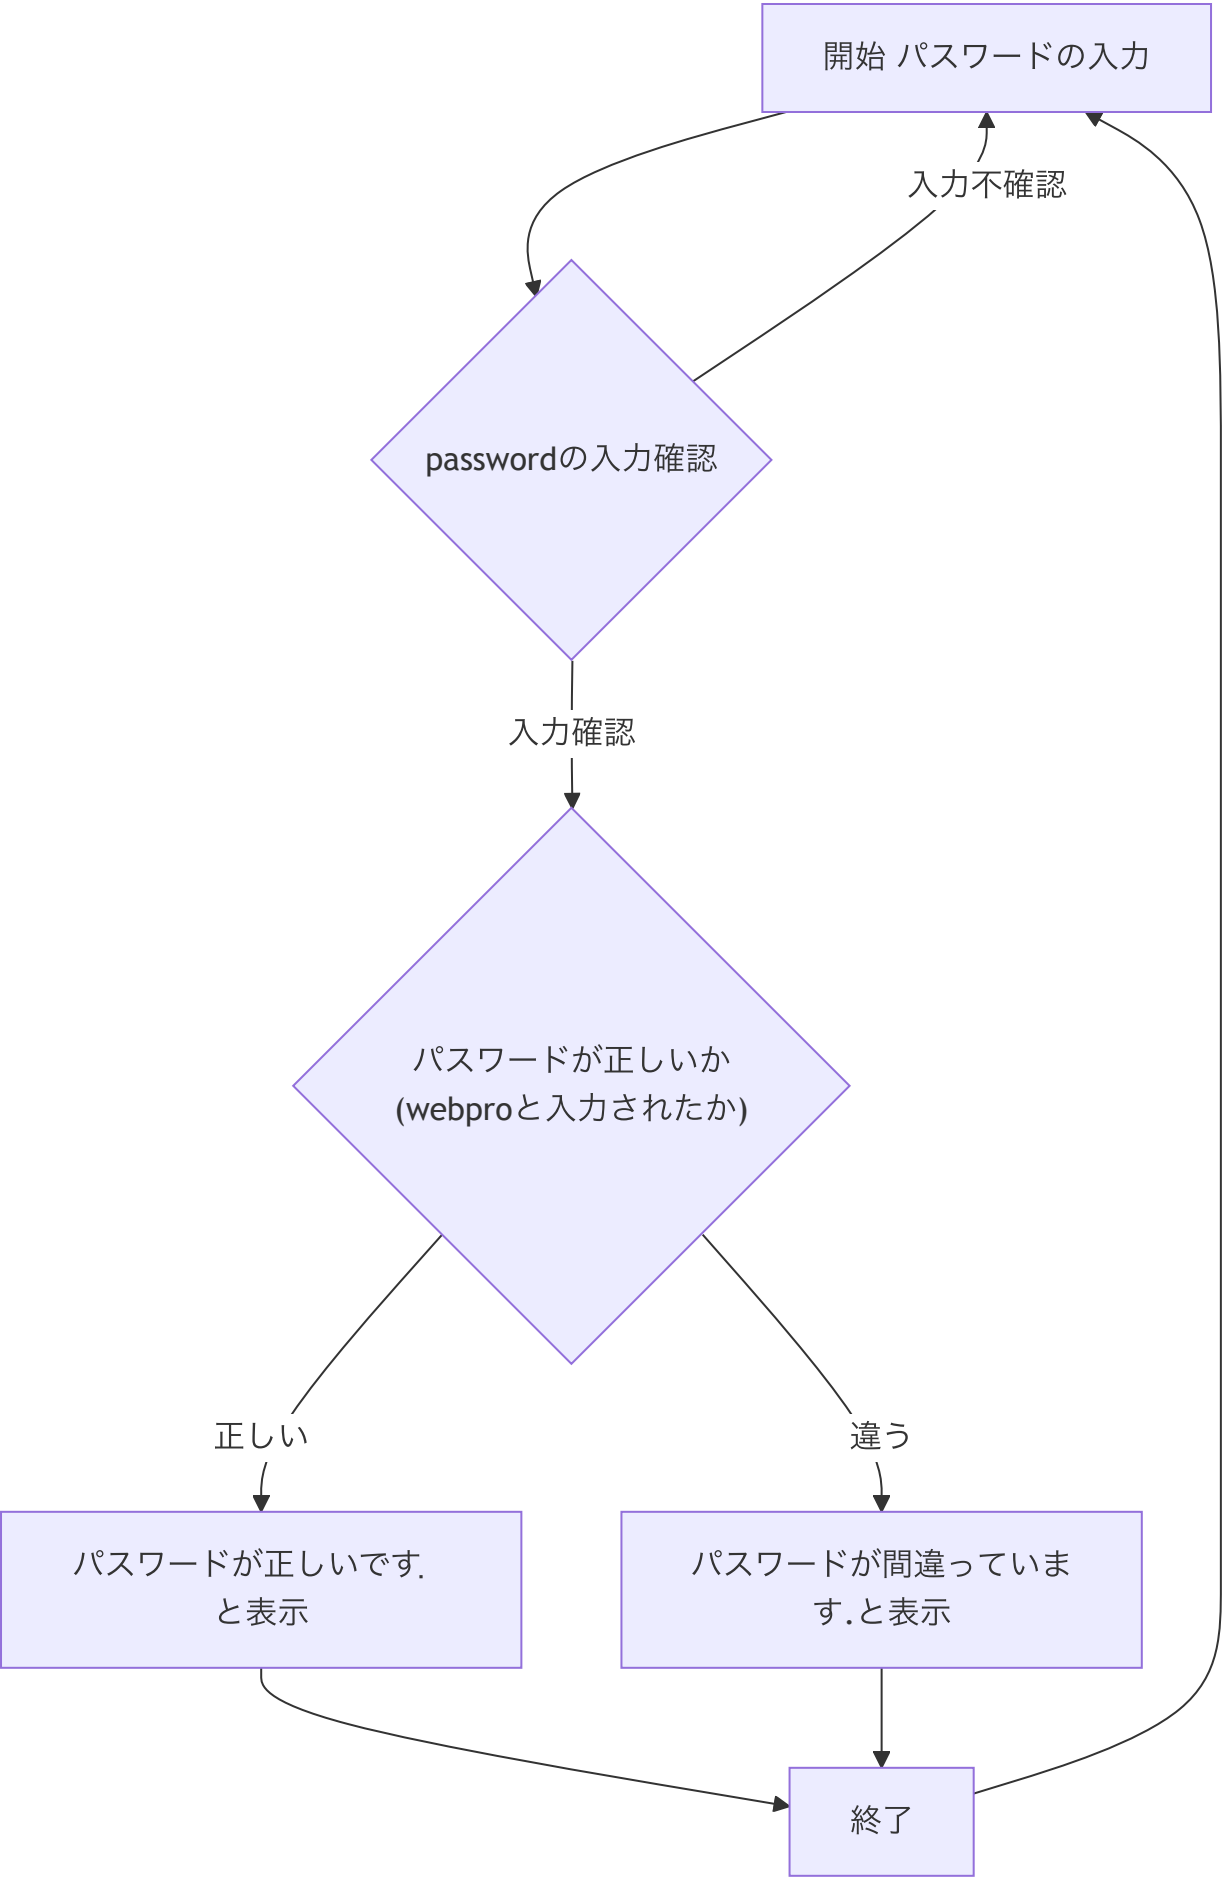 開始 パスワードの入力
入力不確認
passwordの入力確認
入力確認
パスワードが正しいか
(webproと入力されたか)
正しい
違う
パスワードが正しいです.
と表示
パスワードが間違っていま
す.と表示
終了